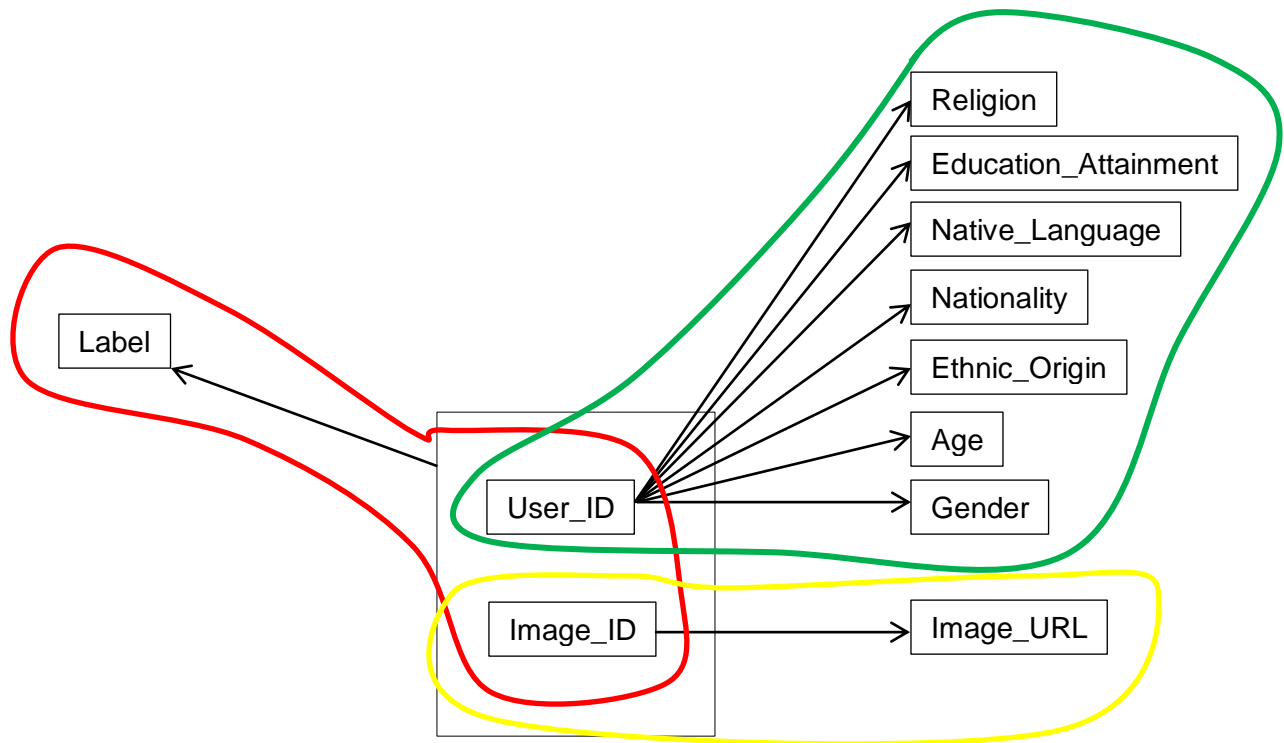 Religion
Education_Attainment
Native_Language
Nationality
Label
Ethnic_Origin
Age
User_ID
Gender
Image_ID
Image_URL